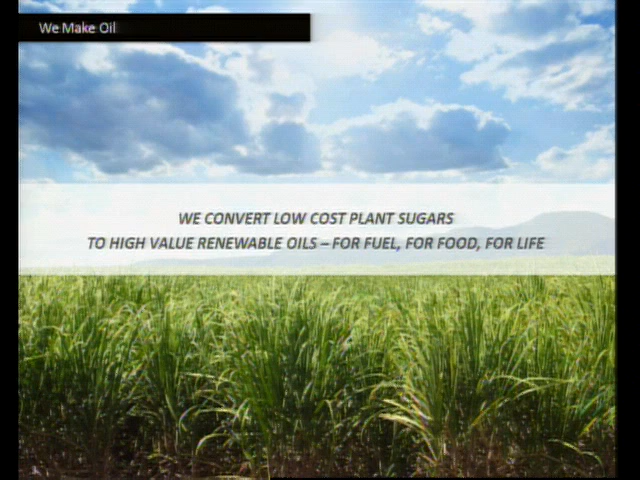 We Make Oil
WE CONVERT LOW COST PLANT SUGARS
TO HIGH VALUE RENEWABLE OILS – FOR FUEL, FOR FOOD, FOR LIFE